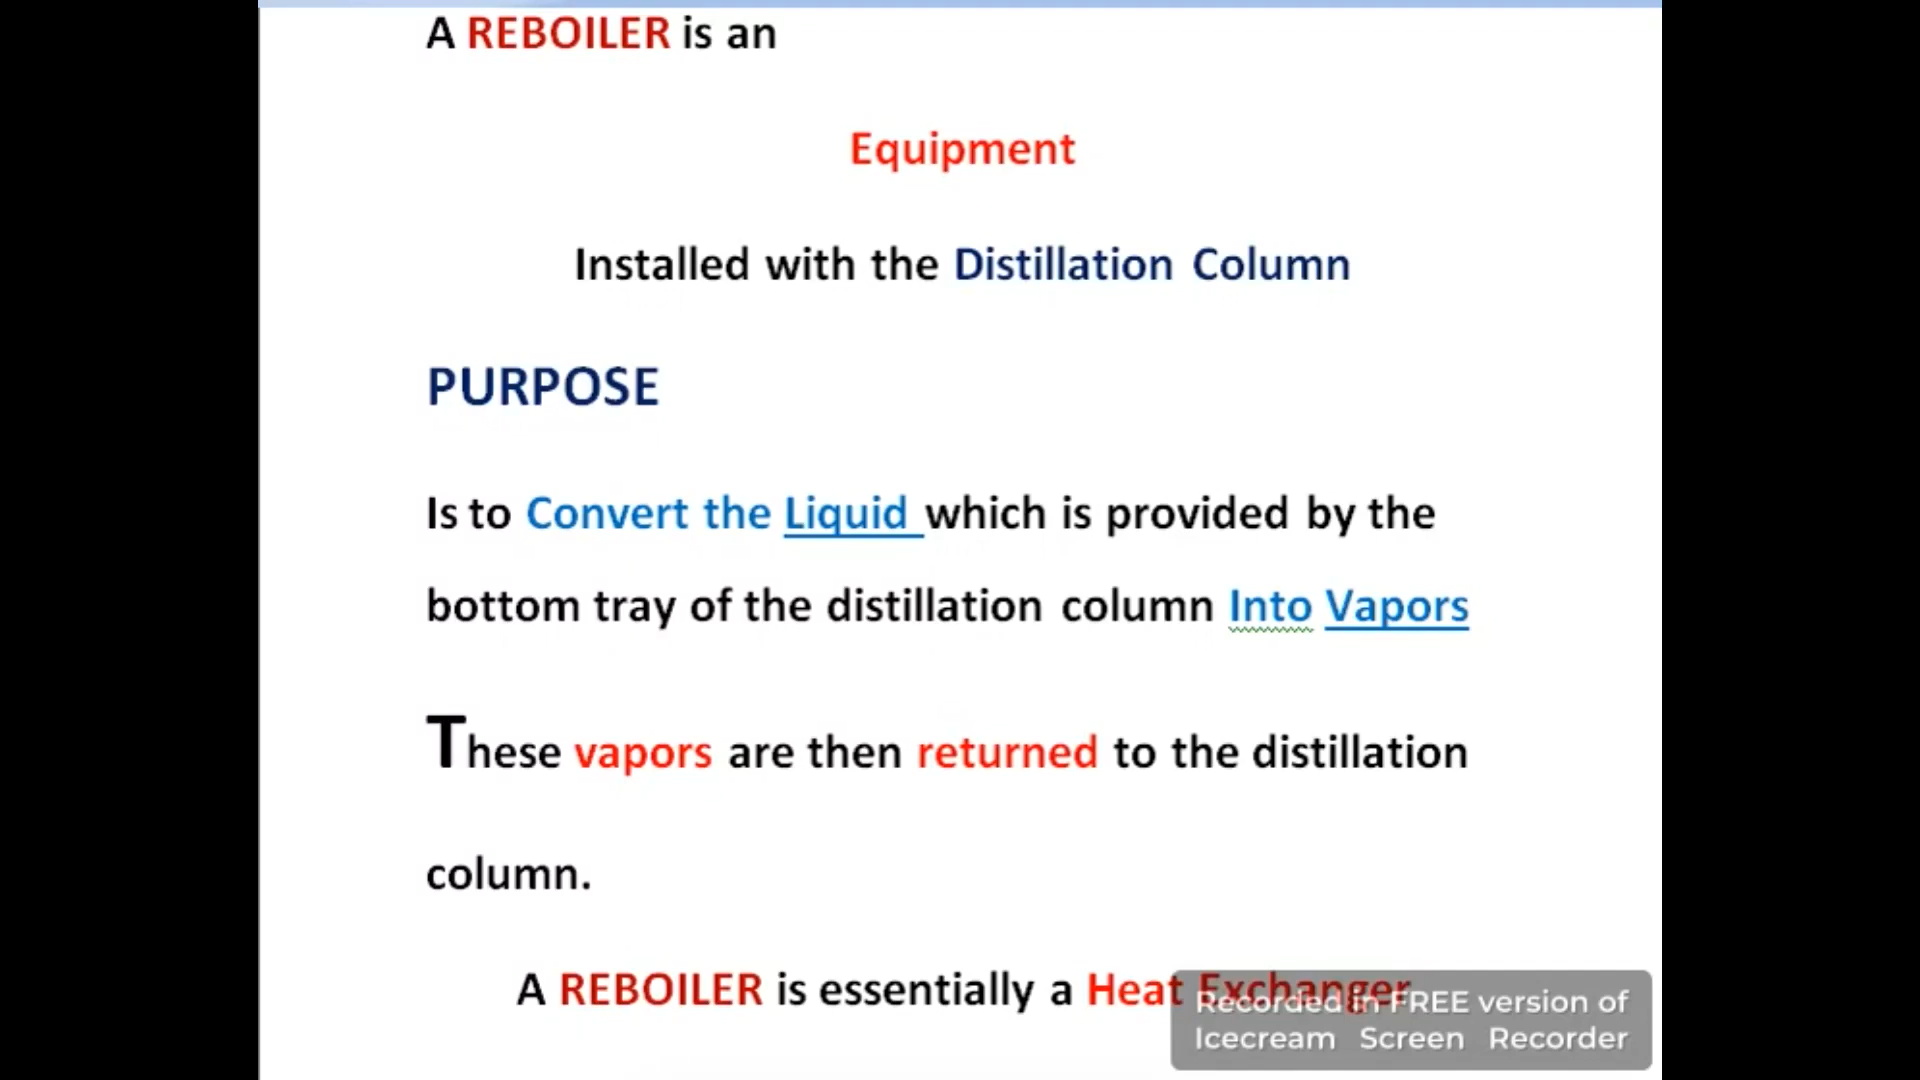 A REBOILER is an
Equipment
Installed with the Distillation Column
PURPOSE
Is to Convert the Liquid which is provided by the
bottom tray of the distillation column Into Vapors
These vapors are then returned to the distillation
column.
A REBOILER is essentially a Heat Exchanger
Recorded in FREE version of
Icecream Screen Recorder